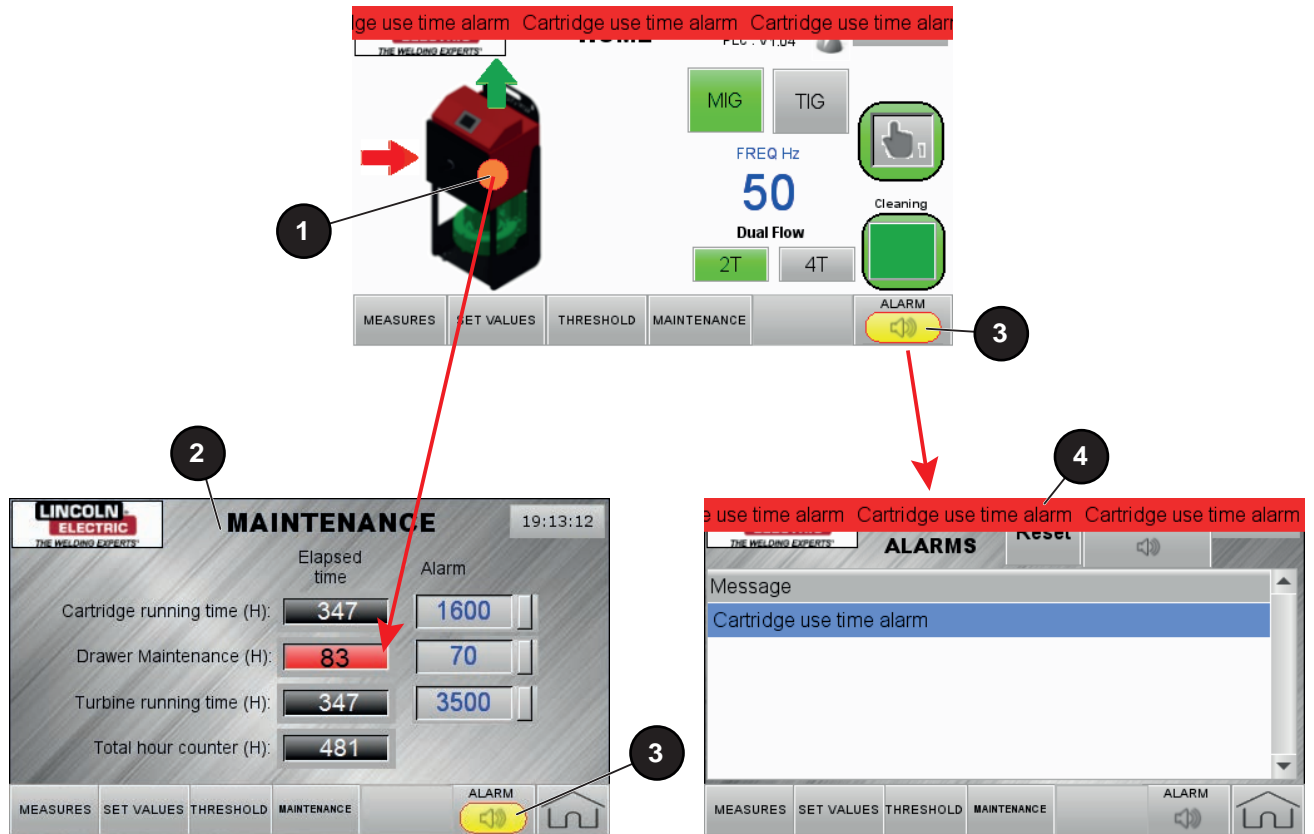 ge use time alarm Cartridge use time alarm Cartridge use time alarm
THE WELDING EXPERTS®
HOME
PLC : V1.04
MIG
TIG
FREQ Hz
50
Cleaning
1
Dual Flow
2T
4T
MEASURES
SET VALUES
THRESHOLD
MAINTENANCE
ALARM
3
2
4
LINCOLN
ELECTRIC
THE WELDING EXPERTS®
MAINTENANCE
19:13:12
Elapsed
time
Alarm
Cartridge running time (H):
347
1600
Drawer Maintenance (H):
83
70
Turbine running time (H):
347
3500
Total hour counter (H):
481
3
MEASURES
SET VALUES
THRESHOLD
MAINTENANCE
ALARM
e use time alarm Cartridge use time alarm Cartridge use time alarm
THE WELDING EXPERTS®
ALARMS
Reset
Message
Cartridge use time alarm
MEASURES
SET VALUES
THRESHOLD
MAINTENANCE
ALARM